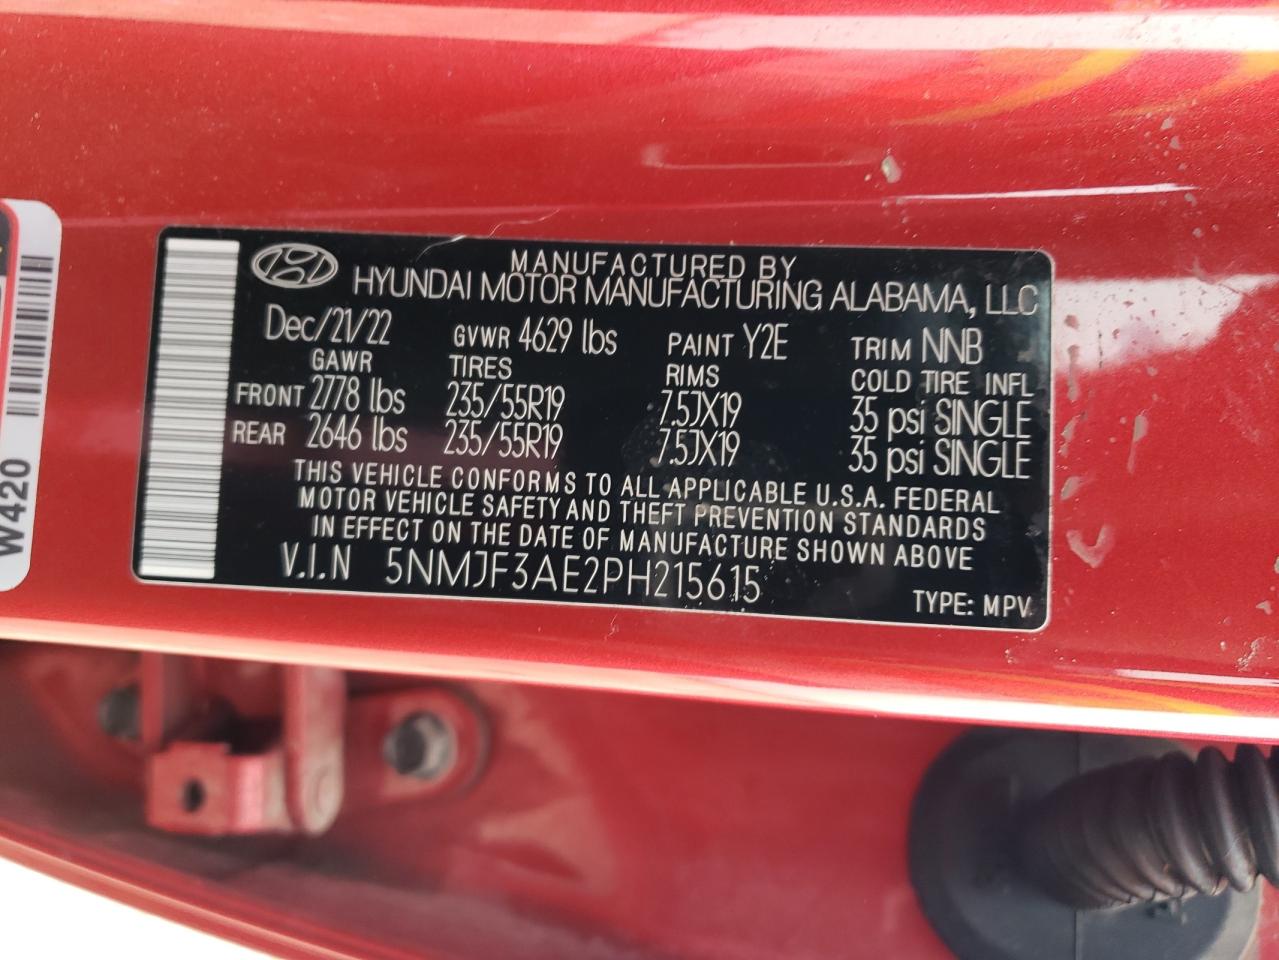 MANUFACTURED BY
HYUNDAI MOTOR MANUFACTURING ALABAMA, LLC
Dec/21/22 GVWR 4629 lbs PAINT Y2E TRIM NNB
GAWR TIRES RIMS COLD TIRE INFL
FRONT 2778 lbs 235/55R19 7.5JX19 35 psi SINGLE
REAR 2646 lbs 235/55R19 7.5JX19 35 psi SINGLE
THIS VEHICLE CONFORMS TO ALL APPLICABLE U.S.A. FEDERAL
MOTOR VEHICLE SAFETY AND THEFT PREVENTION STANDARDS
IN EFFECT ON THE DATE OF MANUFACTURE SHOWN ABOVE
V.I.N 5NMJF3AE2PH215615
TYPE: MPV
W420